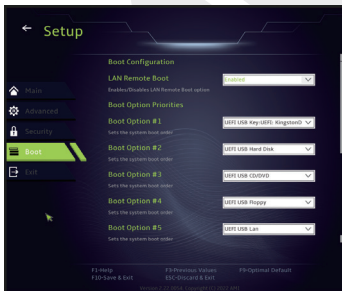 Setup
Boot Configuration
LAN Remote Boot
Enabled
Enables/Disables LAN Remote Boot option
Boot Option Priorities
Main
Advanced
Security
Boot
Exit
Boot Option #1
UEFI USB Key:UEFI: KingstonD
Sets the system boot order
Boot Option #2
UEFI USB Hard Disk
Sets the system boot order
Boot Option #3
UEFI USB CD/DVD
Sets the system boot order
Boot Option #4
UEFI USB Floppy
Sets the system boot order
Boot Option #5
UEFI USB Lan
Sets the system boot order
F1=Help
F3=Previous Values
F9=Optimal Default
F10=Save & Exit
ESC=Discard & Exit